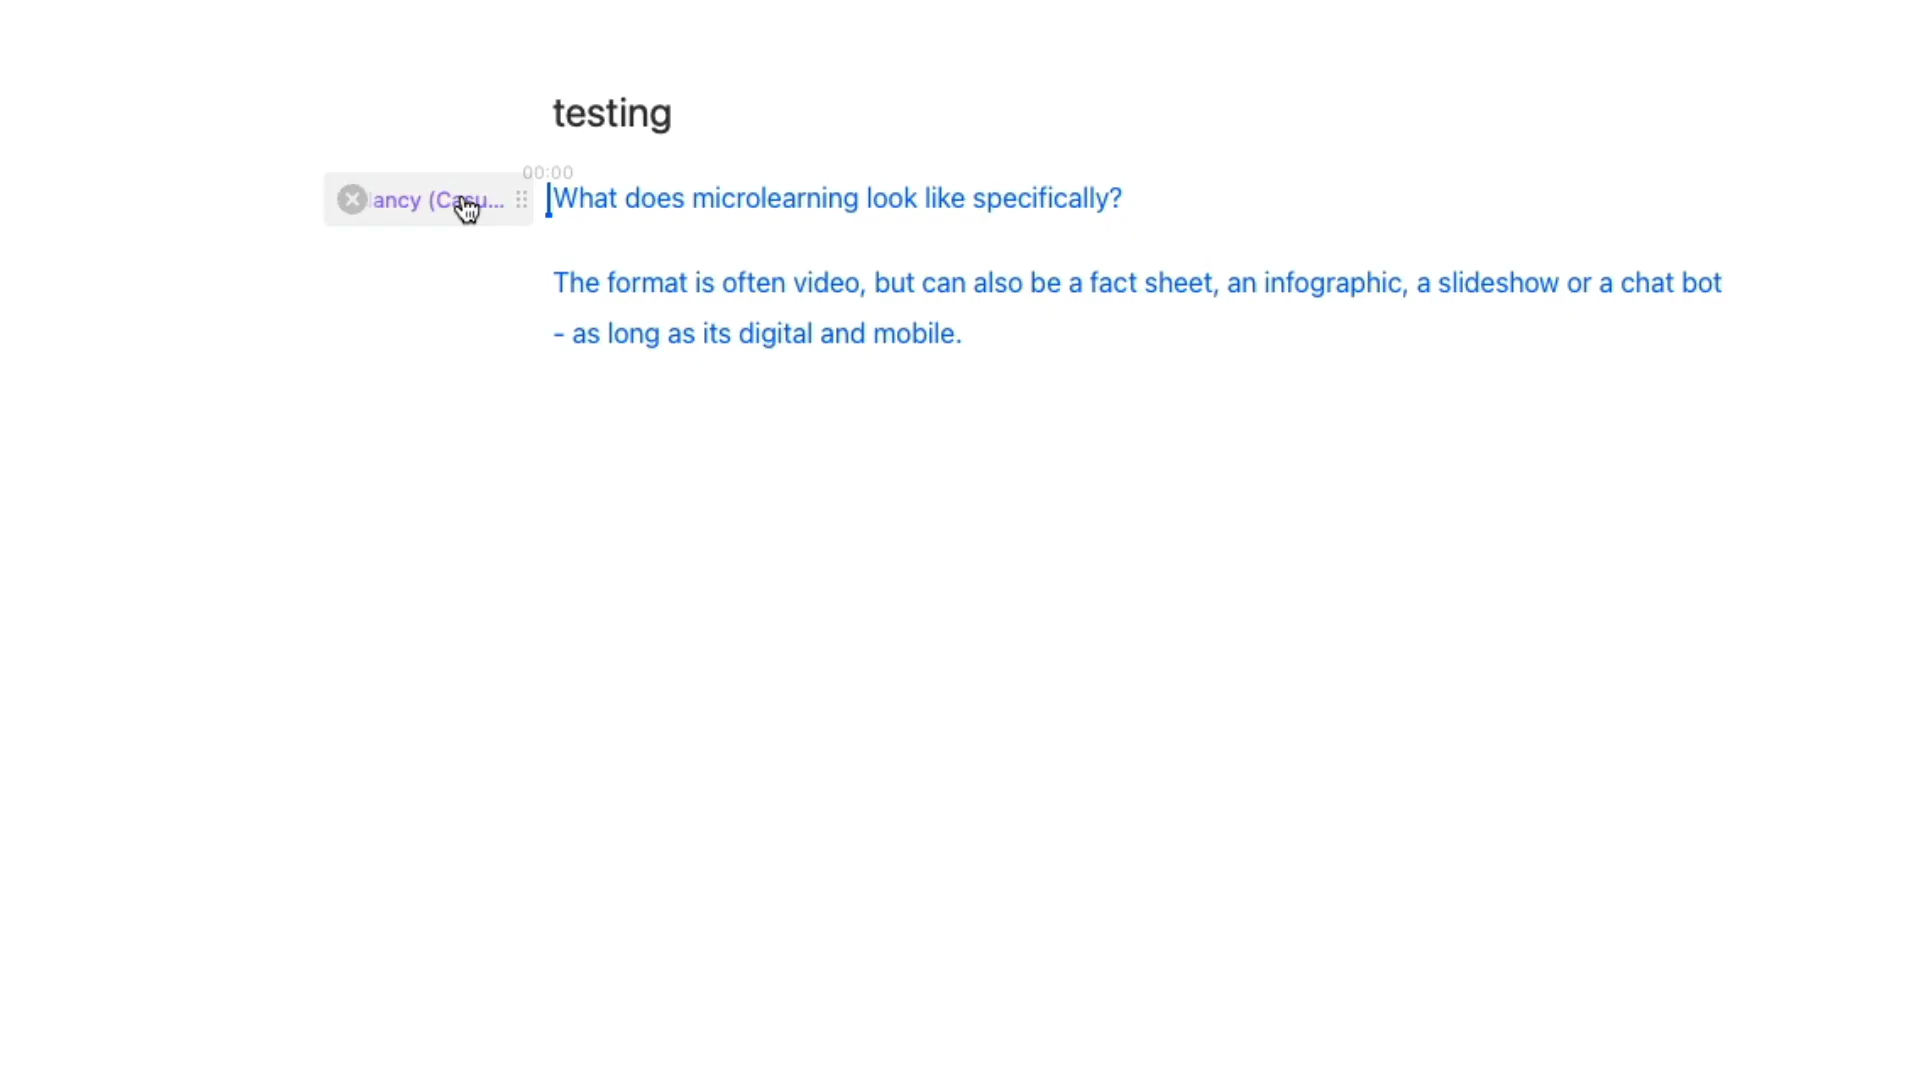 testing
00:00
ancy (Casu...
What does microlearning look like specifically?
The format is often video, but can also be a fact sheet, an infographic, a slideshow or a chat bot
- as long as its digital and mobile.